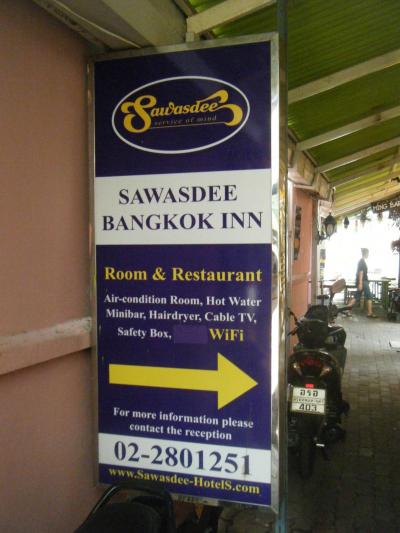 Sawasdee
service of mind
SAWASDEE
BANGKOK INN
Room & Restaurant
Air-condition Room, Hot Water
Minibar, Hairdryer, Cable TV,
Safety Box, WiFi
For more information please
contact the reception
02-2801251
www.Sawasdee-HotelS.com
403